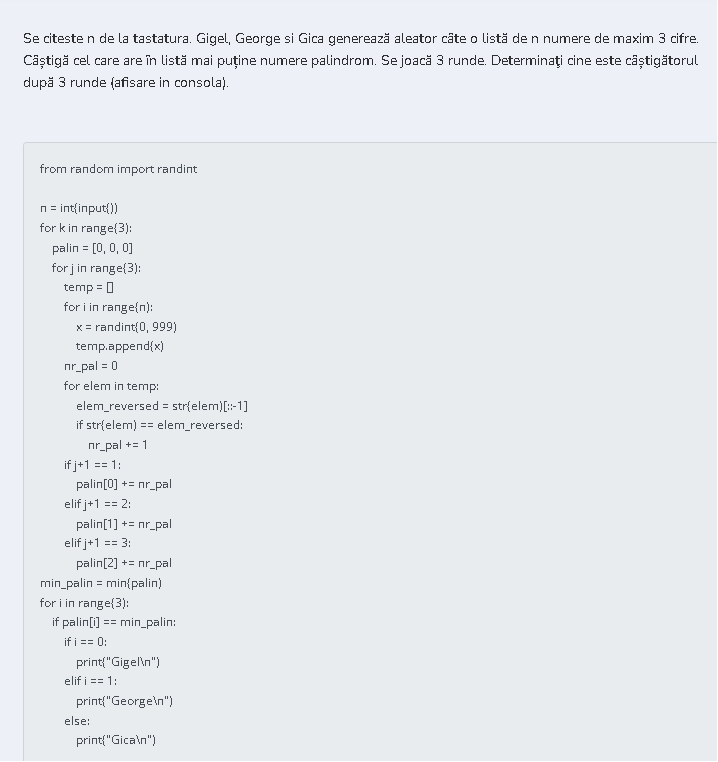 Se citeste n de la tastatura. Gigel, George si Gica generează aleator câte o listă de n numere de maxim 3 cifre.
Câștigă cel care are în listă mai puține numere palindrom. Se joacă 3 runde. Determinați cine este câștigătorul
după 3 runde (afisare in consola).
from random import randint
n = int(input())
for k in range(3):
palin = [0, 0, 0]
for j in range(3):
temp = []
for i in range(n):
x = randint(0, 999)
temp.append(x)
nr_pal = 0
for elem in temp:
elem_reversed = str(elem)[::-1]
if str(elem) == elem_reversed:
nr_pal += 1
if j+1 == 1:
palin[0] += nr_pal
elif j+1 == 2:
palin[1] += nr_pal
elif j+1 == 3:
palin[2] += nr_pal
min_palin = min(palin)
for i in range(3):
if palin[i] == min_palin:
if i == 0:
print("Gigel\n")
elif i == 1:
print("George\n")
else:
print("Gica\n")